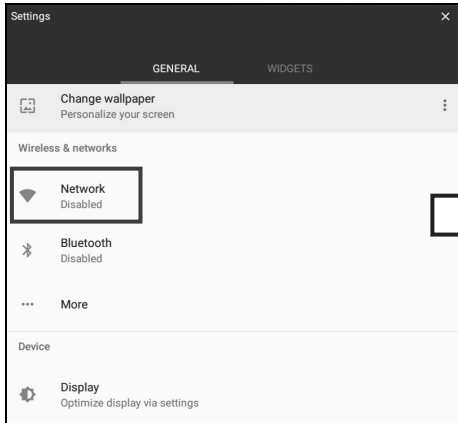 Settings
GENERAL WIDGETS
Change wallpaper
Personalize your screen
Wireless & networks
Network
Disabled
Bluetooth
Disabled
More
Device
Display
Optimize display via settings